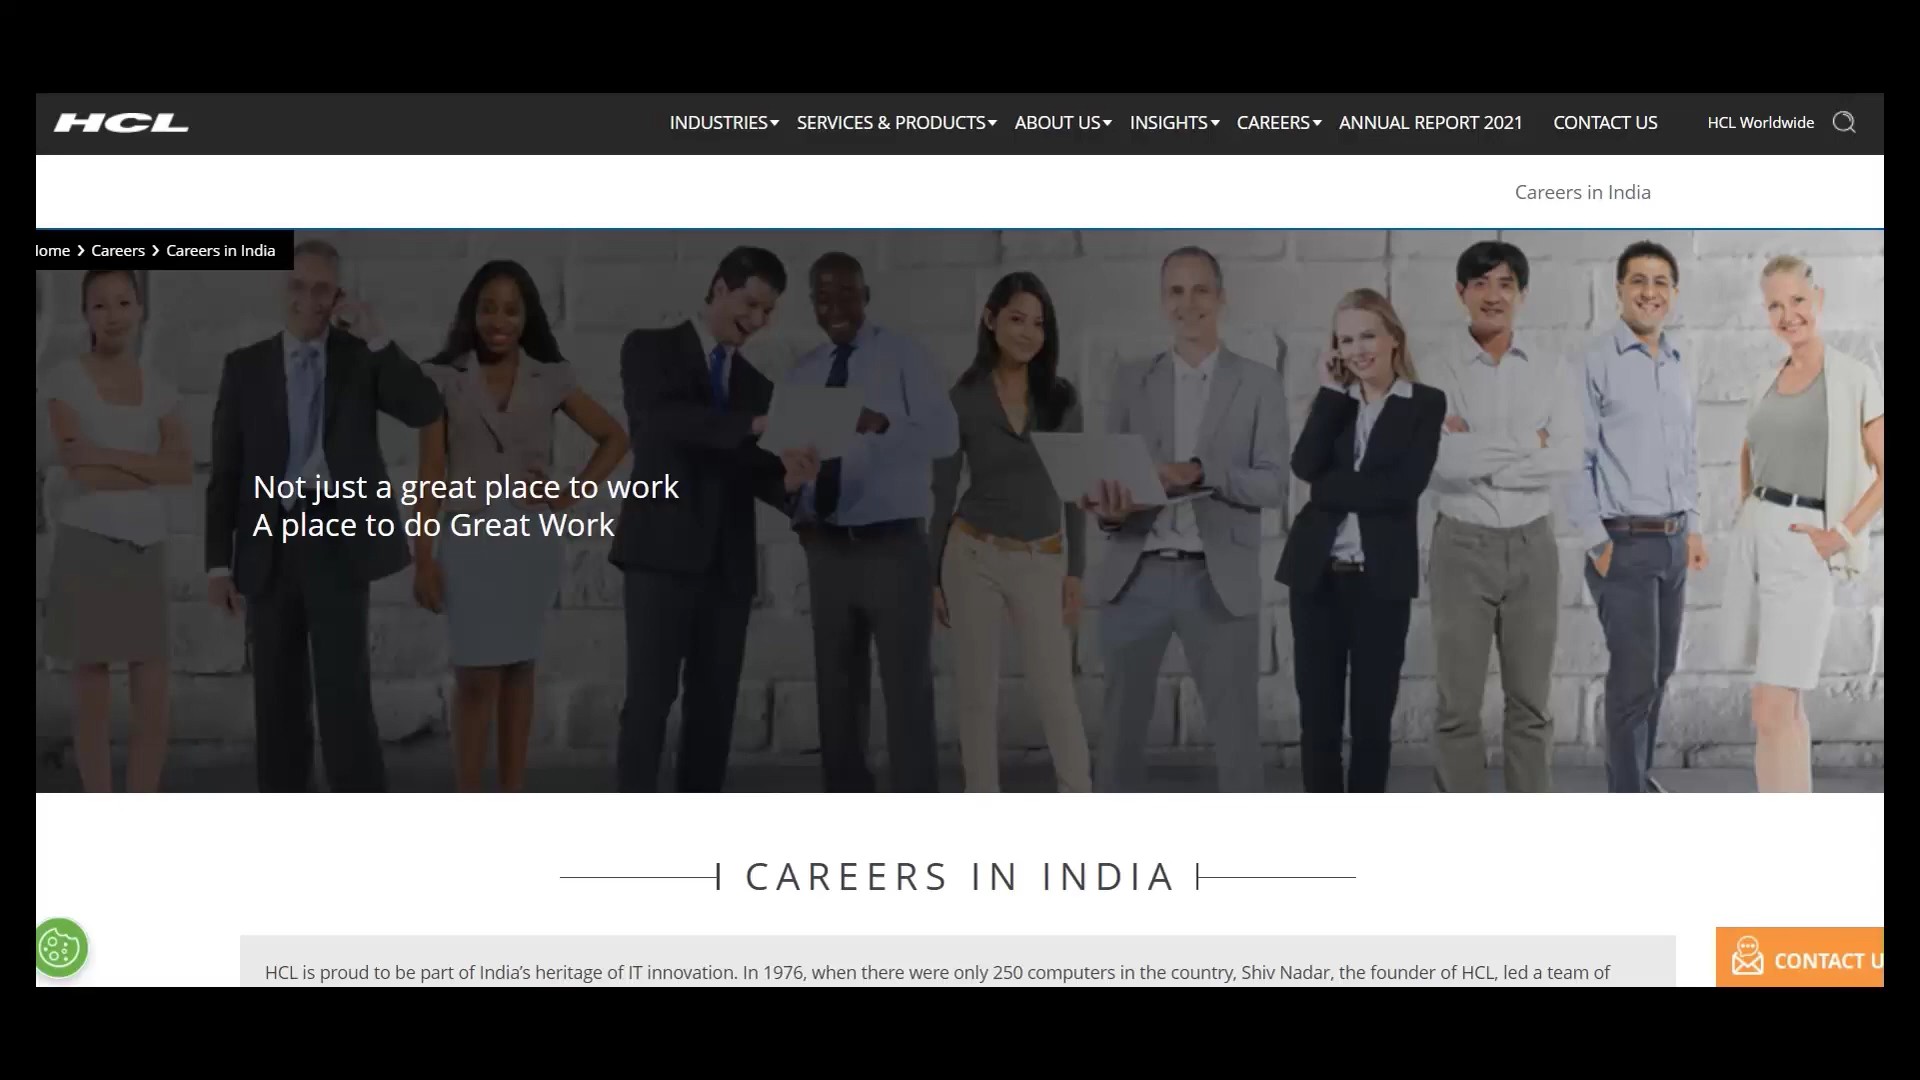 HCL
INDUSTRIES SERVICES & PRODUCTS ABOUT US INSIGHTS CAREERS ANNUAL REPORT 2021 CONTACT US HCL Worldwide
Careers in India
ome Careers Careers in India
Not just a great place to work
A place to do Great Work
CAREERS IN INDIA
HCL is proud to be part of India’s heritage of IT innovation. In 1976, when there were only 250 computers in the country, Shiv Nadar, the founder of HCL, led a team of
CONTACT U